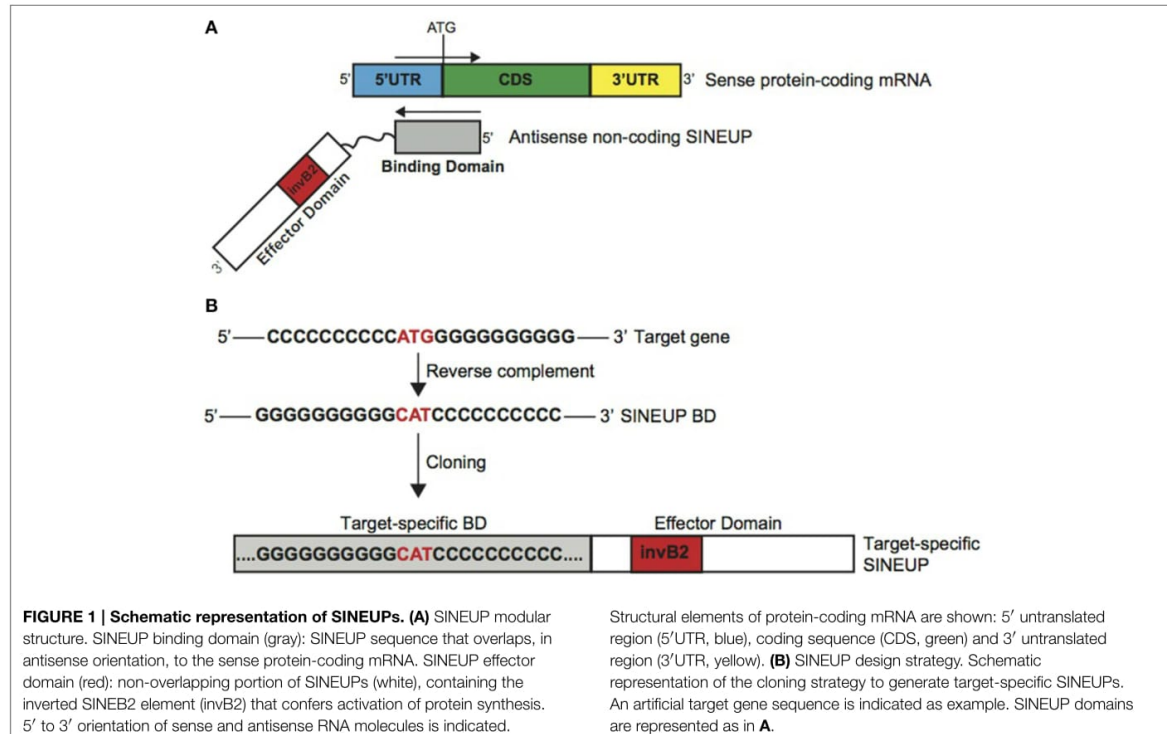 A
ATG
5' 5'UTR CDS 3'UTR 3' Sense protein-coding mRNA
5' Antisense non-coding SINEUP
Binding Domain
invB2
Effector Domain
3'
B
5' CCCCCCCCCCATGGGGGGGGGGG 3' Target gene
Reverse complement
5' GGGGGGGGGGCATCCCCCCCCCC 3' SINEUP BD
Cloning
Target-specific BD Effector Domain
....GGGGGGGGGGCATCCCCCCCCCC.... invB2 Target-specific
SINEUP
FIGURE 1 | Schematic representation of SINEUPs. (A) SINEUP modular
structure. SINEUP binding domain (gray): SINEUP sequence that overlaps, in
antisense orientation, to the sense protein-coding mRNA. SINEUP effector
domain (red): non-overlapping portion of SINEUPs (white), containing the
inverted SINEB2 element (invB2) that confers activation of protein synthesis.
5′ to 3′ orientation of sense and antisense RNA molecules is indicated.
Structural elements of protein-coding mRNA are shown: 5′ untranslated
region (5′UTR, blue), coding sequence (CDS, green) and 3′ untranslated
region (3′UTR, yellow). (B) SINEUP design strategy. Schematic
representation of the cloning strategy to generate target-specific SINEUPs.
An artificial target gene sequence is indicated as example. SINEUP domains
are represented as in A.